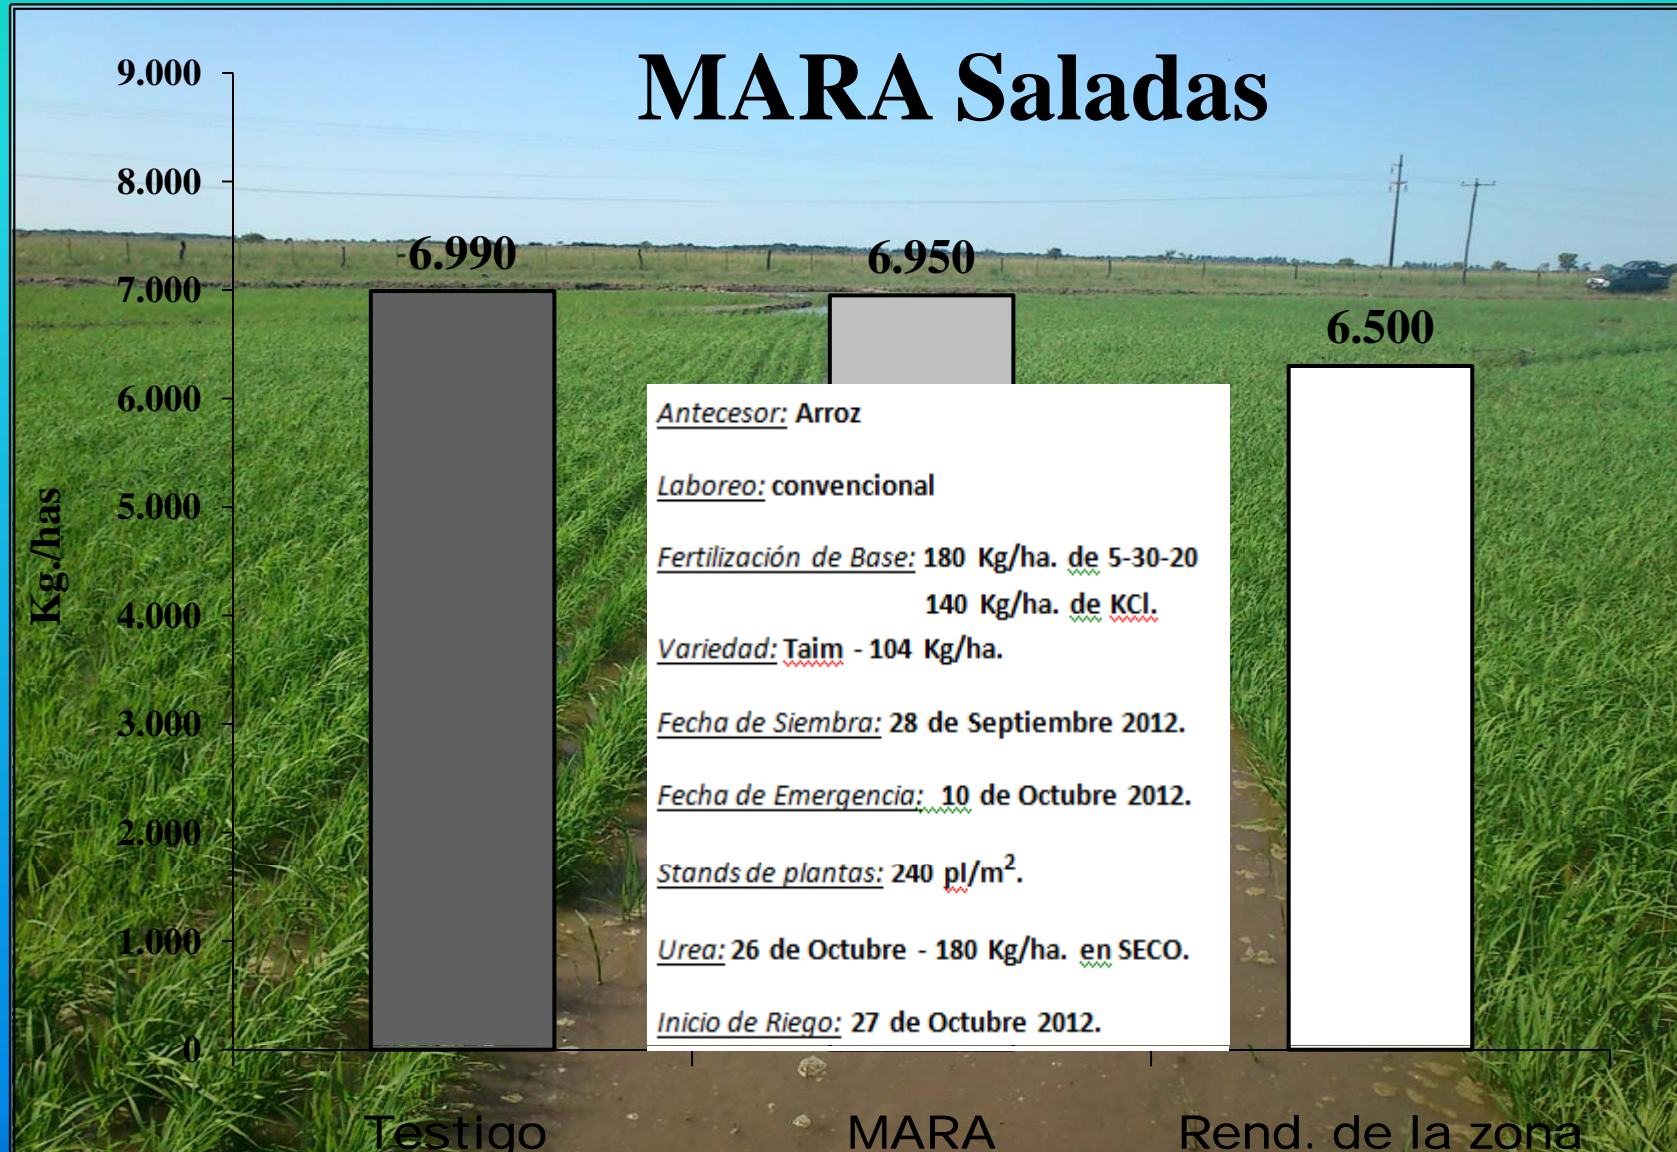 MARA Saladas
9.000
8.000
7.000
6.000
5.000
4.000
3.000
2.000
1.000
0
Kg./has
6.990
6.950
6.500
Antecesor: Arroz
Laboreo: convencional
Fertilización de Base: 180 Kg/ha. de 5-30-20
140 Kg/ha. de KCl.
Variedad: Taim - 104 Kg/ha.
Fecha de Siembra: 28 de Septiembre 2012.
Fecha de Emergencia: 10 de Octubre 2012.
Stands de plantas: 240 pl/m².
Urea: 26 de Octubre - 180 Kg/ha. en SECO.
Inicio de Riego: 27 de Octubre 2012.
Testigo
MARA
Rend. de la zona